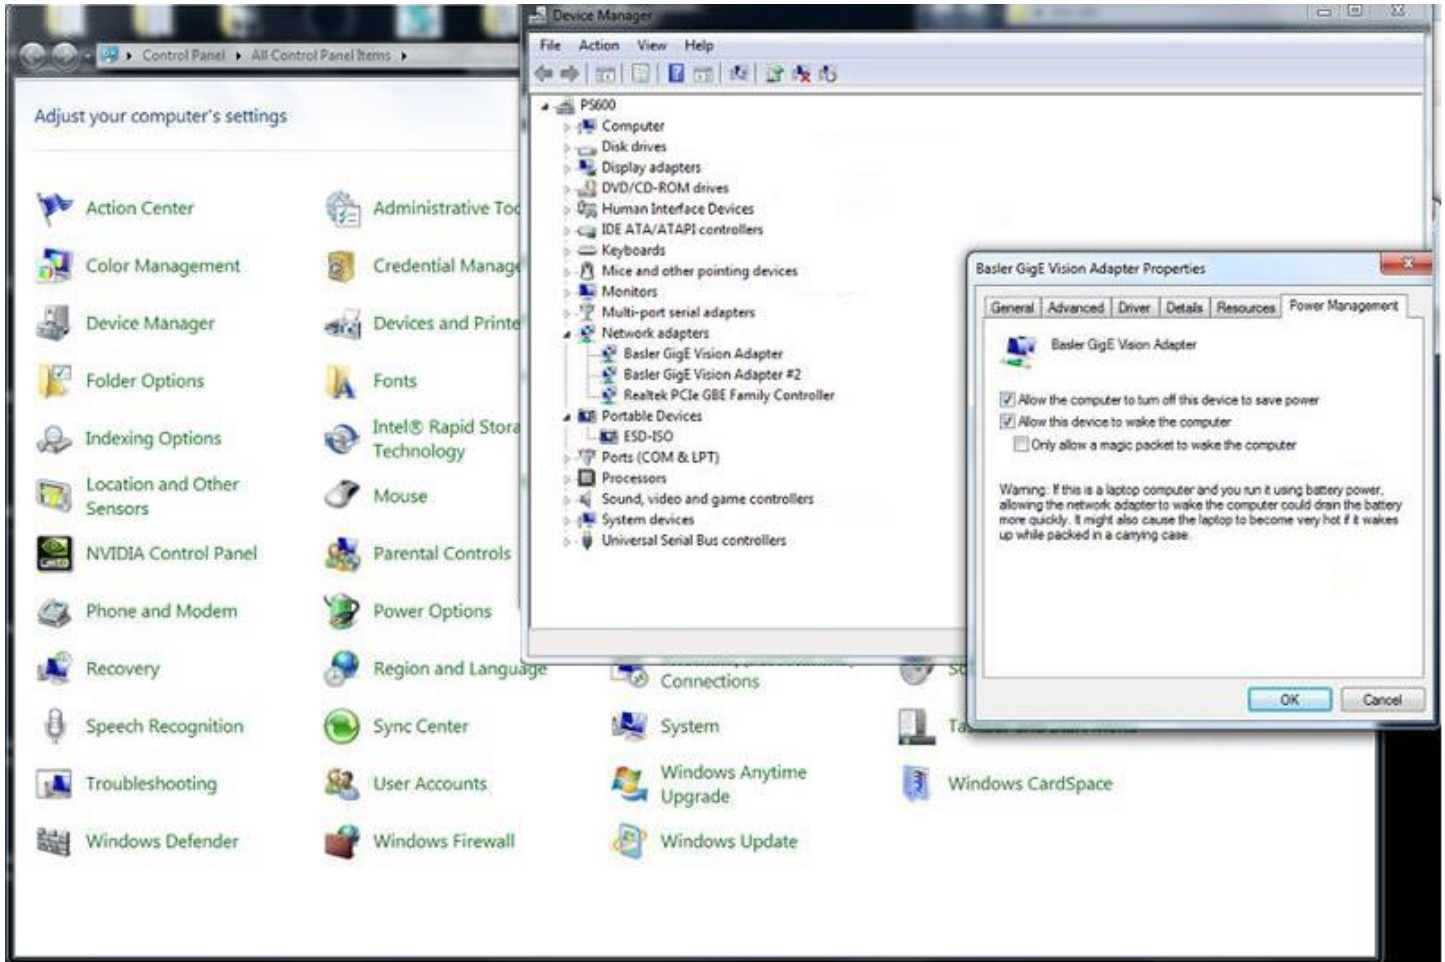 Control Panel ▸ All Control Panel Items ▸
Adjust your computer's settings
Action Center
Administrative Too
Color Management
Credential Manage
Device Manager
Devices and Printe
Folder Options
Fonts
Indexing Options
Intel® Rapid Stora
Technology
Location and Other
Sensors
Mouse
NVIDIA Control Panel
Parental Controls
Phone and Modem
Power Options
Recovery
Region and Language
Connections
Speech Recognition
Sync Center
System
Troubleshooting
User Accounts
Windows Anytime
Upgrade
Windows CardSpace
Windows Defender
Windows Firewall
Windows Update
Device Manager
File Action View Help
PS600
Computer
Disk drives
Display adapters
DVD/CD-ROM drives
Human Interface Devices
IDE ATA/ATAPI controllers
Keyboards
Mice and other pointing devices
Monitors
Multi-port serial adapters
Network adapters
Basler GigE Vision Adapter
Basler GigE Vision Adapter #2
Realtek PCIe GBE Family Controller
Portable Devices
ESD-ISO
Ports (COM & LPT)
Processors
Sound, video and game controllers
System devices
Universal Serial Bus controllers
Basler GigE Vision Adapter Properties
General Advanced Driver Details Resources Power Management
Basler GigE Vision Adapter
Allow the computer to turn off this device to save power
Allow this device to wake the computer
Only allow a magic packet to wake the computer
Warning: If this is a laptop computer and you run it using battery power,
allowing the network adapter to wake the computer could drain the battery
more quickly. It might also cause the laptop to become very hot if it wakes
up while packed in a carrying case.
OK Cancel